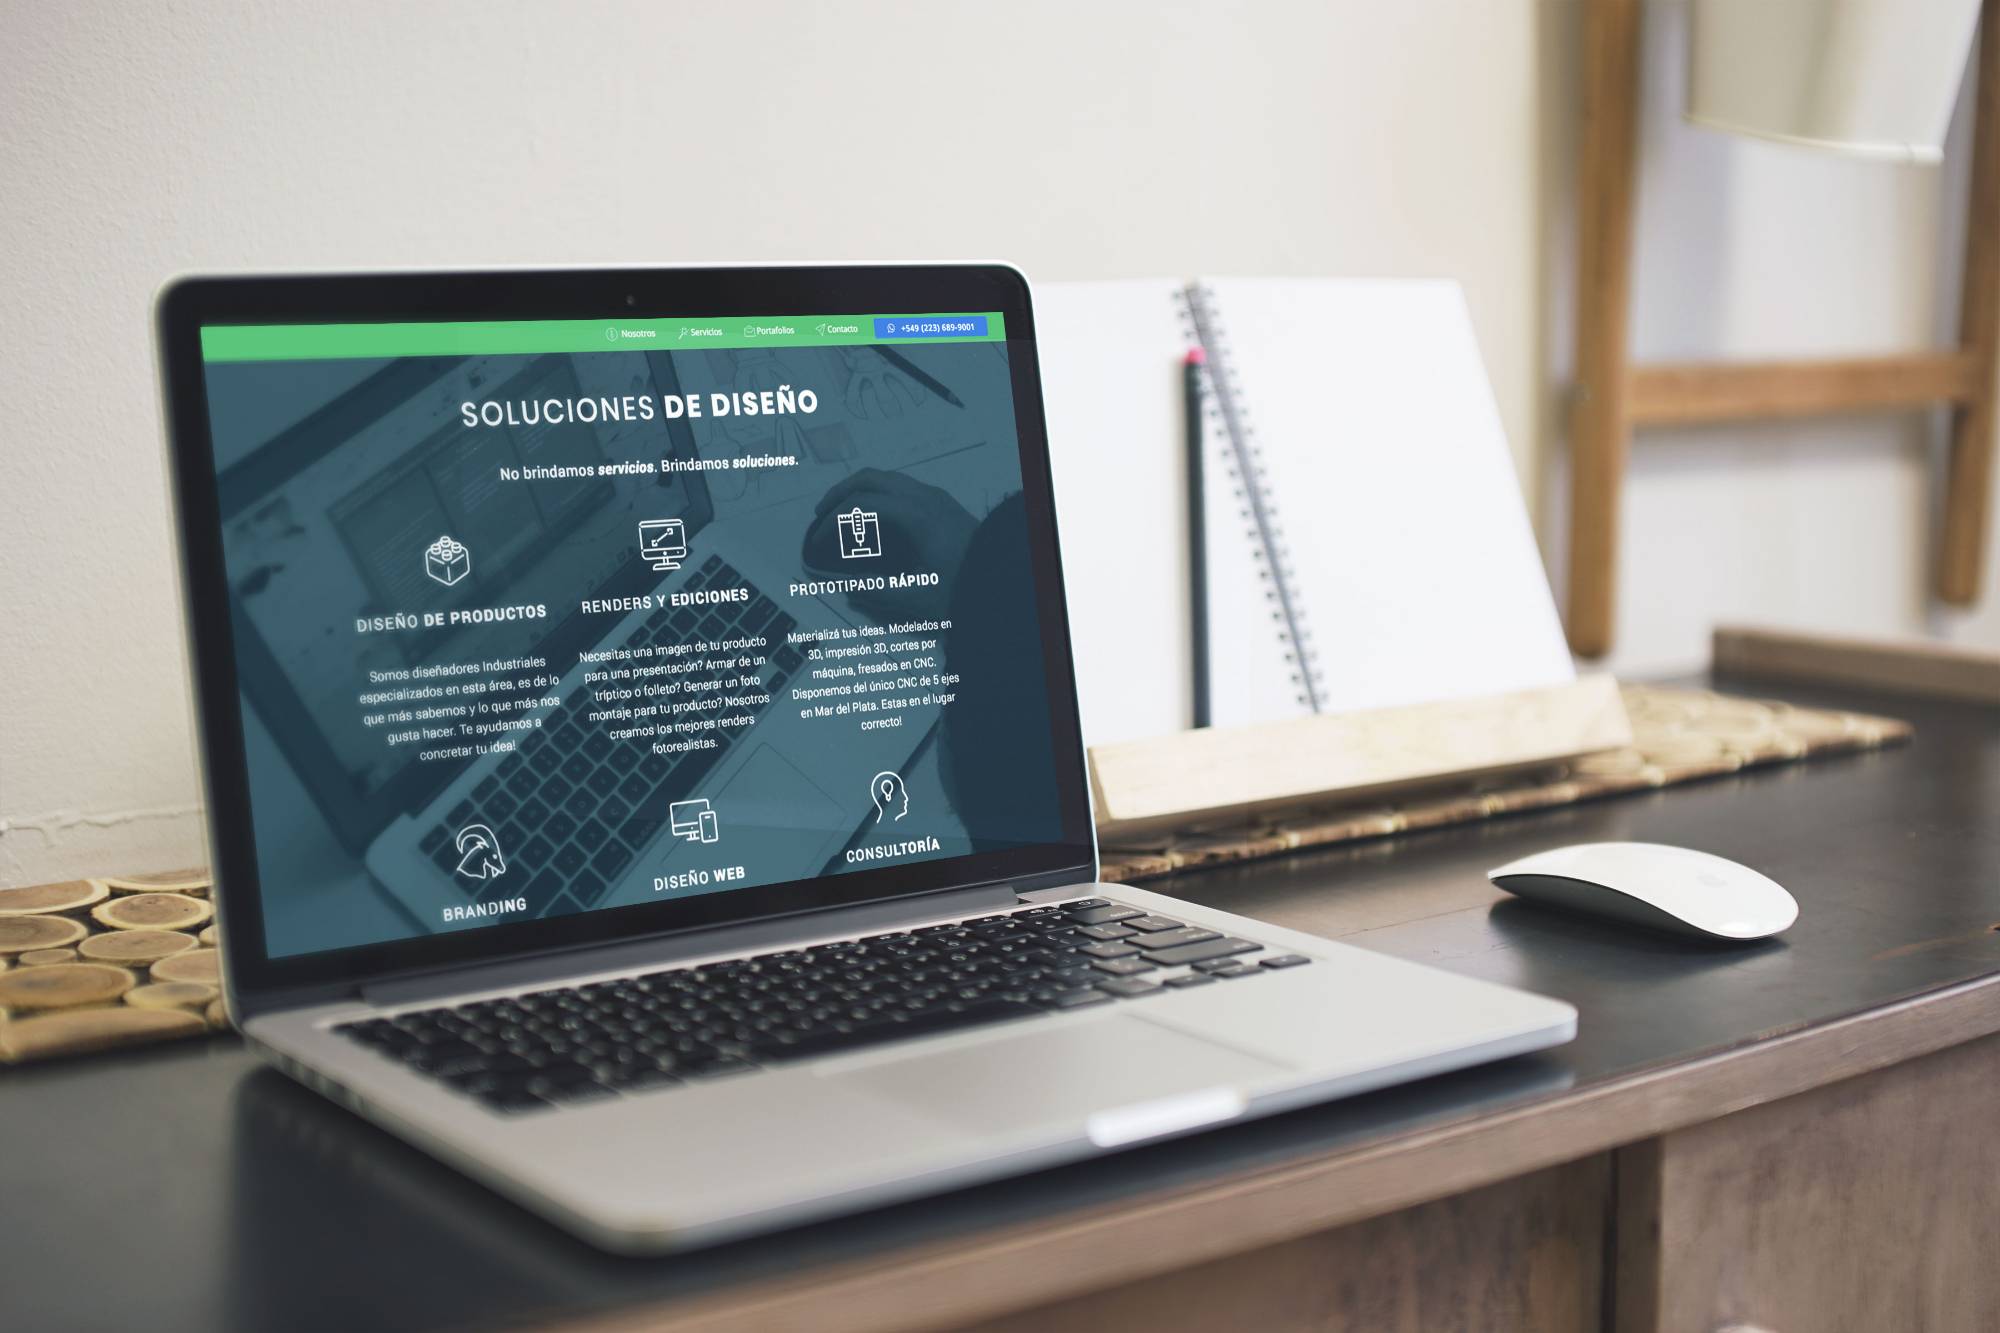 Nosotros Servicios Portafolios Contacto +549 (223) 689-9001
SOLUCIONES DE DISEÑO
No brindamos servicios. Brindamos soluciones.
DISEÑO DE PRODUCTOS
Somos diseñadores Industriales
especializados en esta área, es de lo
que más sabemos y lo que más nos
gusta hacer. Te ayudamos a
concretar tu idea!
RENDERS Y EDICIONES
Necesitas una imagen de tu producto
para una presentación? Armar de un
tríptico o folleto? Generar un foto
montaje para tu producto? Nosotros
creamos los mejores renders
fotorealistas.
PROTOTIPADO RÁPIDO
Materializá tus ideas. Modelados en
3D, impresión 3D, cortes por
máquina, fresados en CNC.
Disponemos del único CNC de 5 ejes
en Mar del Plata. Estas en el lugar
correcto!
BRANDING
DISEÑO WEB
CONSULTORÍA